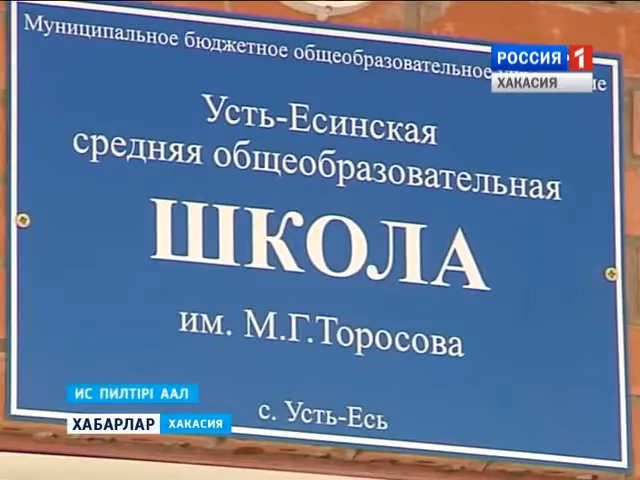 Муниципальное бюджетное общеобразовательное
РОССИЯ 1
ХАКАСИЯ
Усть-Есинская
средняя общеобразовательная
ШКОЛА
им. М.Г.Торосова
с. Усть-Есь
ИС ПИЛТІРІ ААЛ
ХАБАРЛАР ХАКАСИЯ